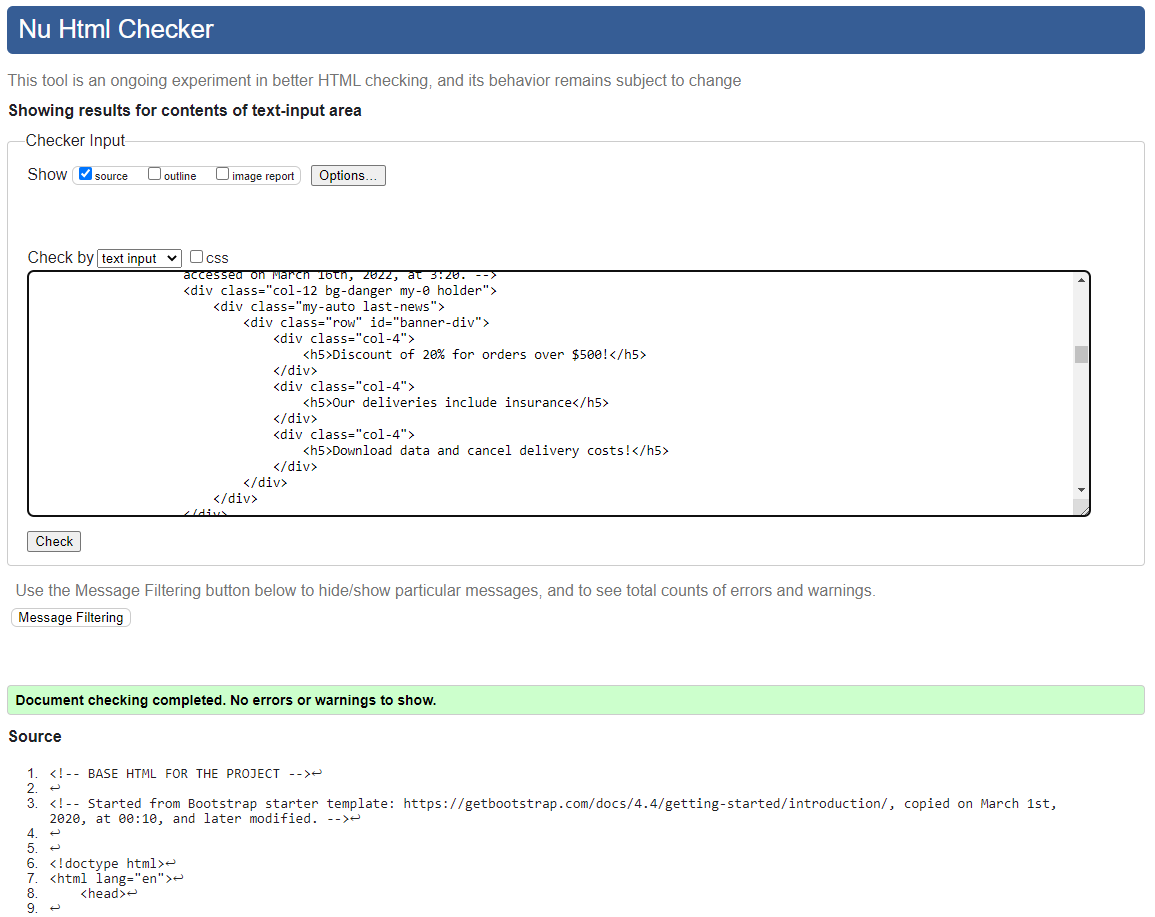 Nu Html Checker
This tool is an ongoing experiment in better HTML checking, and its behavior remains subject to change
Showing results for contents of text-input area
Checker Input
Show source outline image report Options...
Check by text input css
accessed on March 16th, 2022, at 3:20. -->
<div class="col-12 bg-danger my-0 holder">
<div class="my-auto last-news">
<div class="row" id="banner-div">
<div class="col-4">
<h5>Discount of 20% for orders over $500!</h5>
</div>
<div class="col-4">
<h5>Our deliveries include insurance</h5>
</div>
<div class="col-4">
<h5>Download data and cancel delivery costs!</h5>
</div>
</div>
</div>
</div>
Check
Use the Message Filtering button below to hide/show particular messages, and to see total counts of errors and warnings.
Message Filtering
Document checking completed. No errors or warnings to show.
Source
1. <!-- BASE HTML FOR THE PROJECT -->↩
2. ↩
3. <!-- Started from Bootstrap starter template: https://getbootstrap.com/docs/4.4/getting-started/introduction/, copied on March 1st,
2020, at 00:10, and later modified. -->↩
4. ↩
5. ↩
6. <!doctype html>↩
7. <html lang="en">↩
8. <head>↩
9. ↩